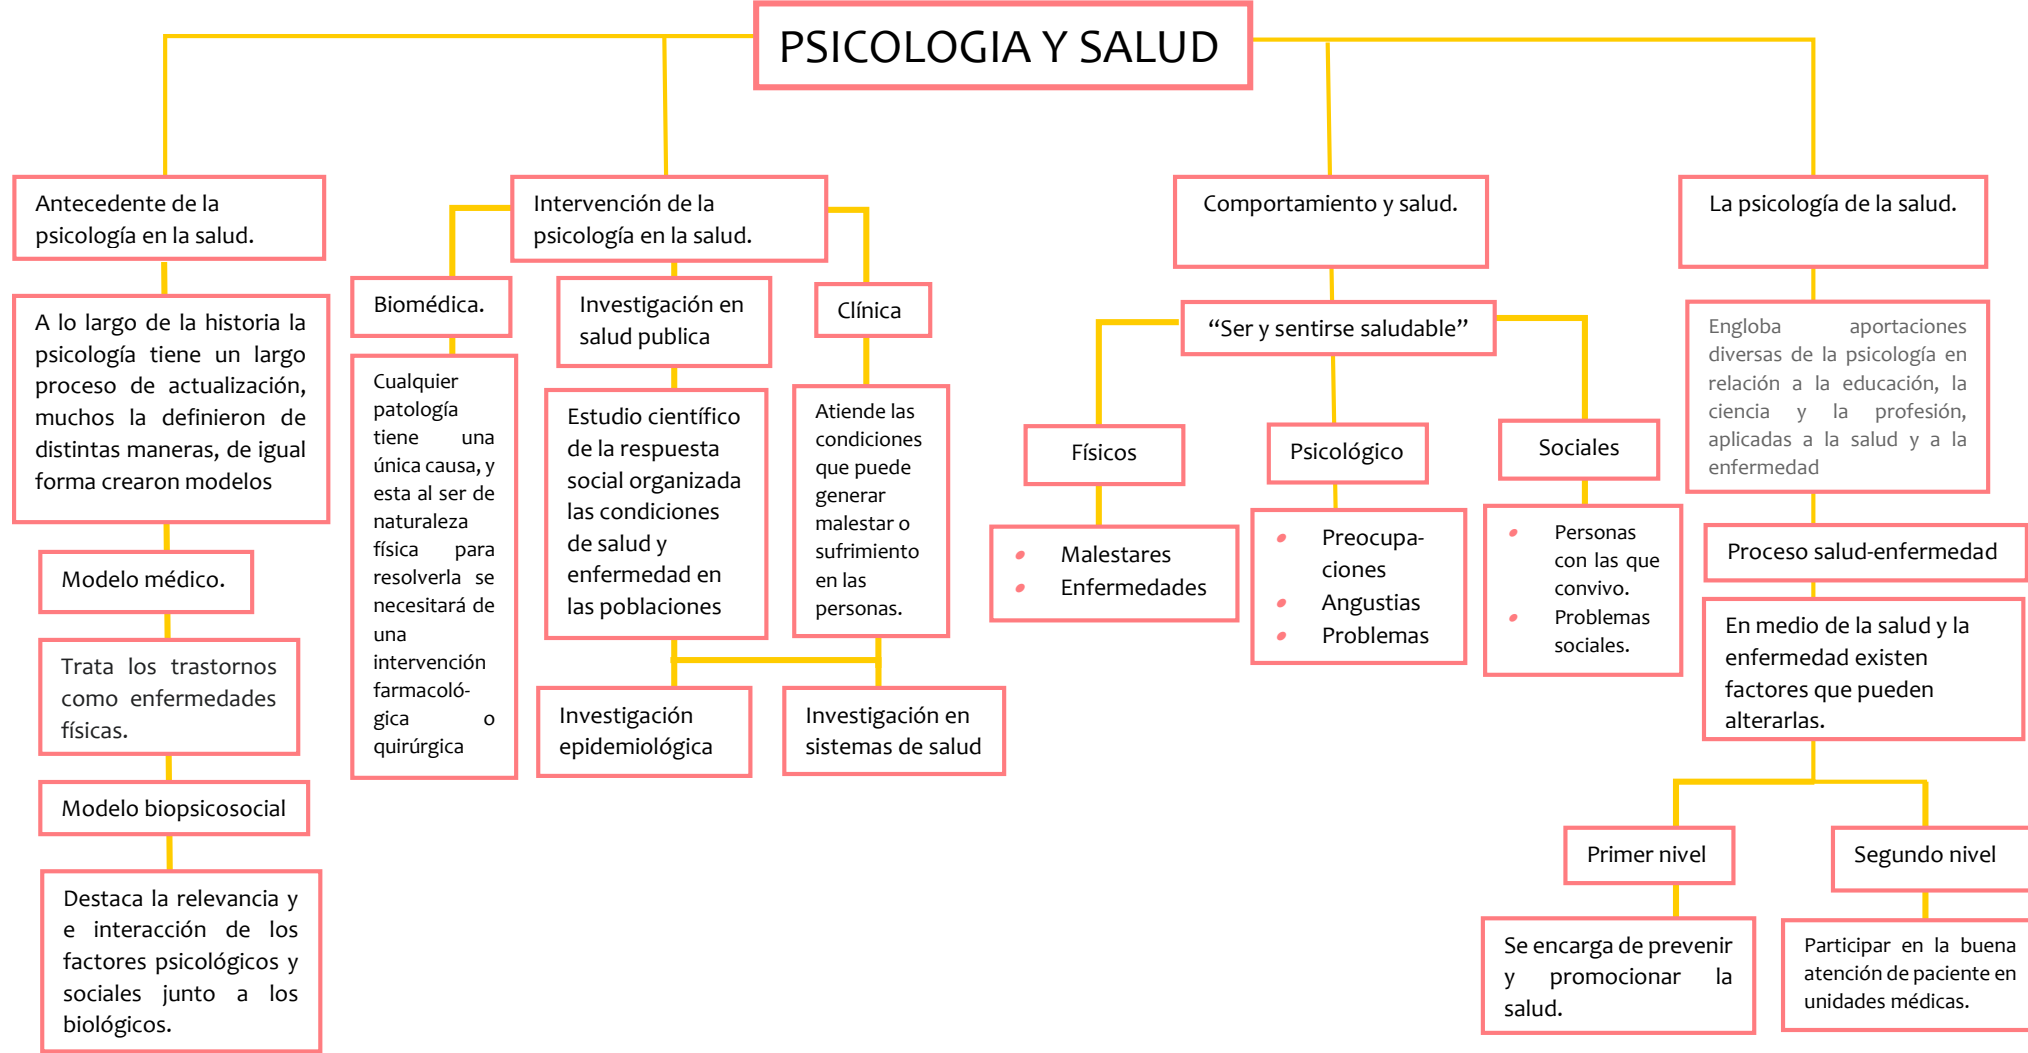 PSICOLOGIA Y SALUD
Antecedente de la
psicología en la salud.
A lo largo de la historia la
psicología tiene un largo
proceso de actualización,
muchos la definieron de
distintas maneras, de igual
forma crearon modelos
Modelo médico.
Trata los trastornos
como enfermedades
físicas.
Modelo biopsicosocial
Destaca la relevancia y
e interacción de los
factores psicológicos y
sociales junto a los
biológicos.
Intervención de la
psicología en la salud.
Biomédica.
Cualquier
patología
tiene una
única causa, y
esta al ser de
naturaleza
física para
resolverla se
necesitará de
una
intervención
farmacoló-
gica o
quirúrgica
Investigación en
salud publica
Estudio científico
de la respuesta
social organizada
las condiciones
de salud y
enfermedad en
las poblaciones
Clínica
Atiende las
condiciones
que puede
generar
malestar o
sufrimiento
en las
personas.
Investigación
epidemiológica
Investigación en
sistemas de salud
Comportamiento y salud.
“Ser y sentirse saludable”
Físicos
• Malestares
• Enfermedades
Psicológico
• Preocupa-
ciones
• Angustias
• Problemas
Sociales
• Personas
con las que
convivo.
• Problemas
sociales.
La psicología de la salud.
Engloba aportaciones
diversas de la psicología en
relación a la educación, la
ciencia y la profesión,
aplicadas a la salud y a la
enfermedad
Proceso salud-enfermedad
En medio de la salud y la
enfermedad existen
factores que pueden
alterarlas.
Primer nivel
Se encarga de prevenir
y promocionar la
salud.
Segundo nivel
Participar en la buena
atención de paciente en
unidades médicas.